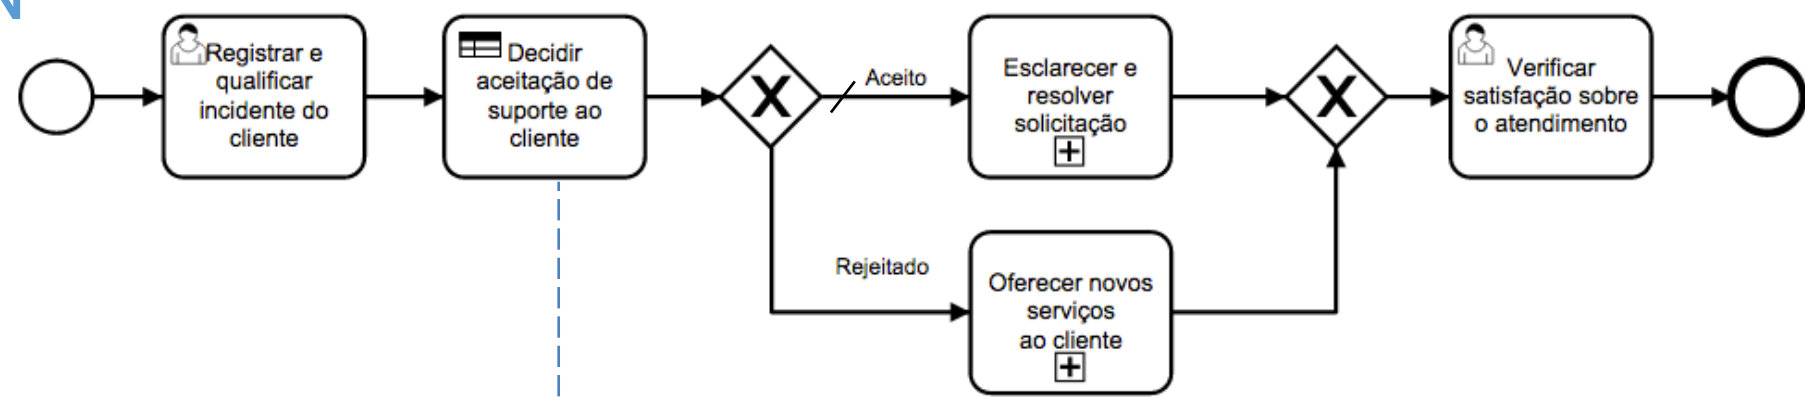 Registrar e
qualificar
incidente do
cliente
Decidir
aceitação de
suporte ao
cliente
X
Aceito
Esclarecer e
resolver
solicitação
X
Verificar
satisfação sobre
o atendimento
Rejeitado
Oferecer novos
serviços
ao cliente